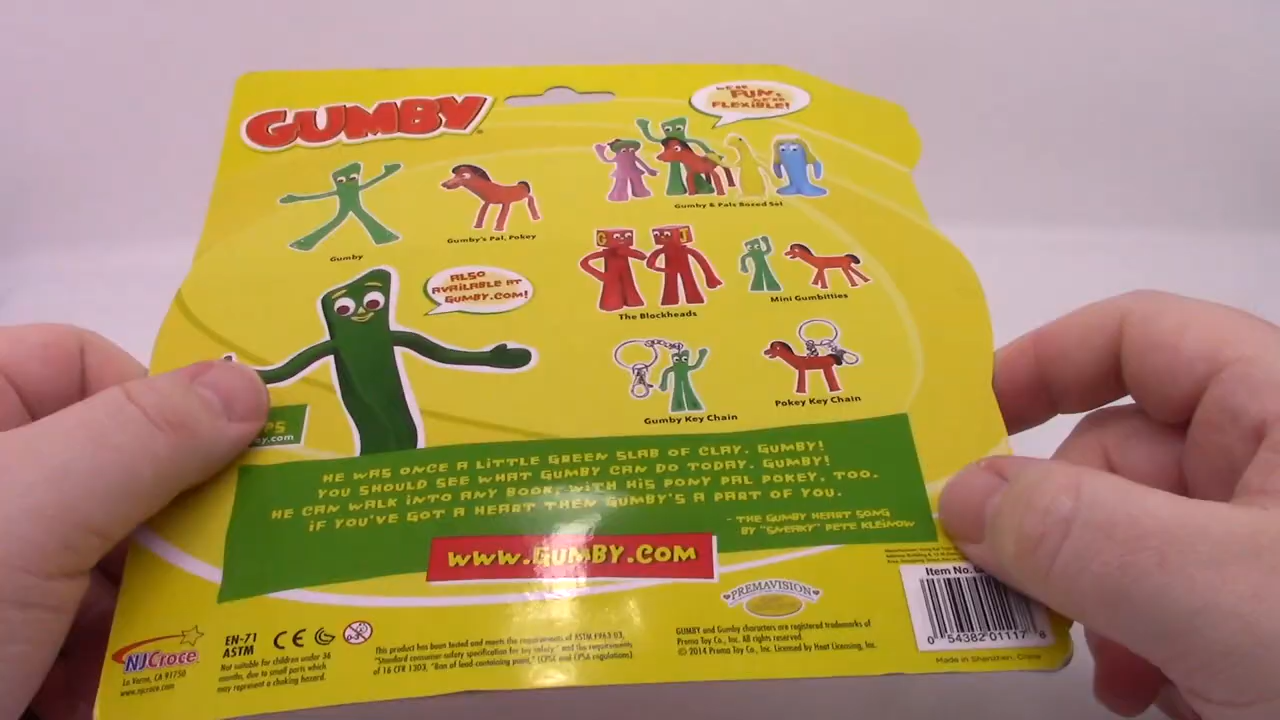 GUMBY
FUN,
FLEXIBLE!
Gumby
Gumby's Pal, Pokey
Gumby & Pals Boxed Set
ALSO
AVAILABLE AT
GUMBY.COM!
G
J
The Blockheads
Mini Gumbitties
Gumby Key Chain
Pokey Key Chain
HE WAS ONCE A LITTLE GREEN SLAB OF CLAY. GUMBY!
YOU SHOULD SEE WHAT GUMBY CAN DO TODAY. GUMBY!
HE CAN WALK INTO ANY BOOK, WITH HIS PONY PAL POKEY, TOO.
IF YOU'VE GOT A HEART THEN GUMBY'S A PART OF YOU.
- THE GUMBY HEART SONG
BY "SNEAKY" PETE KLEINOW
www.GUMBY.COM
PREMAVISION
NJCroce
La Verne, CA 91750
www.njcroce.com
EN-71
ASTM
CE
Not suitable for children under 36
months, due to small parts which
may represent a choking hazard.
This product has been tested and meets the requirements of ASTM F963 03,
"Standard consumer safety specification for toy safety" and the requirements
of 16 CFR 1303, "Ban of lead-containing paint," (CPSC and CPSA regulations).
GUMBY and Gumby characters are registered trademarks of
Prema Toy Co., Inc. All rights reserved.
© 2014 Prema Toy Co., Inc. Licensed by Heat Licensing, Inc.
Item No.
0 54382 01117 8
Made in Shenzhen, China